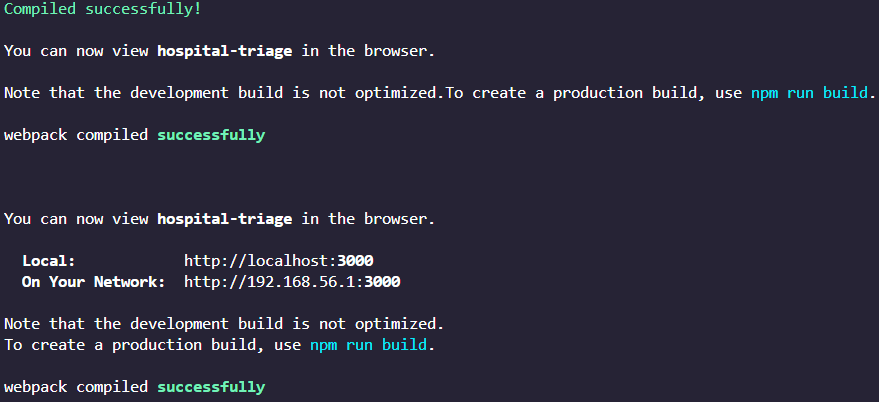 Compiled successfully!
You can now view hospital-triage in the browser.
Note that the development build is not optimized.To create a production build, use npm run build.
webpack compiled successfully
You can now view hospital-triage in the browser.
Local: http://localhost:3000
On Your Network: http://192.168.56.1:3000
Note that the development build is not optimized.
To create a production build, use npm run build.
webpack compiled successfully